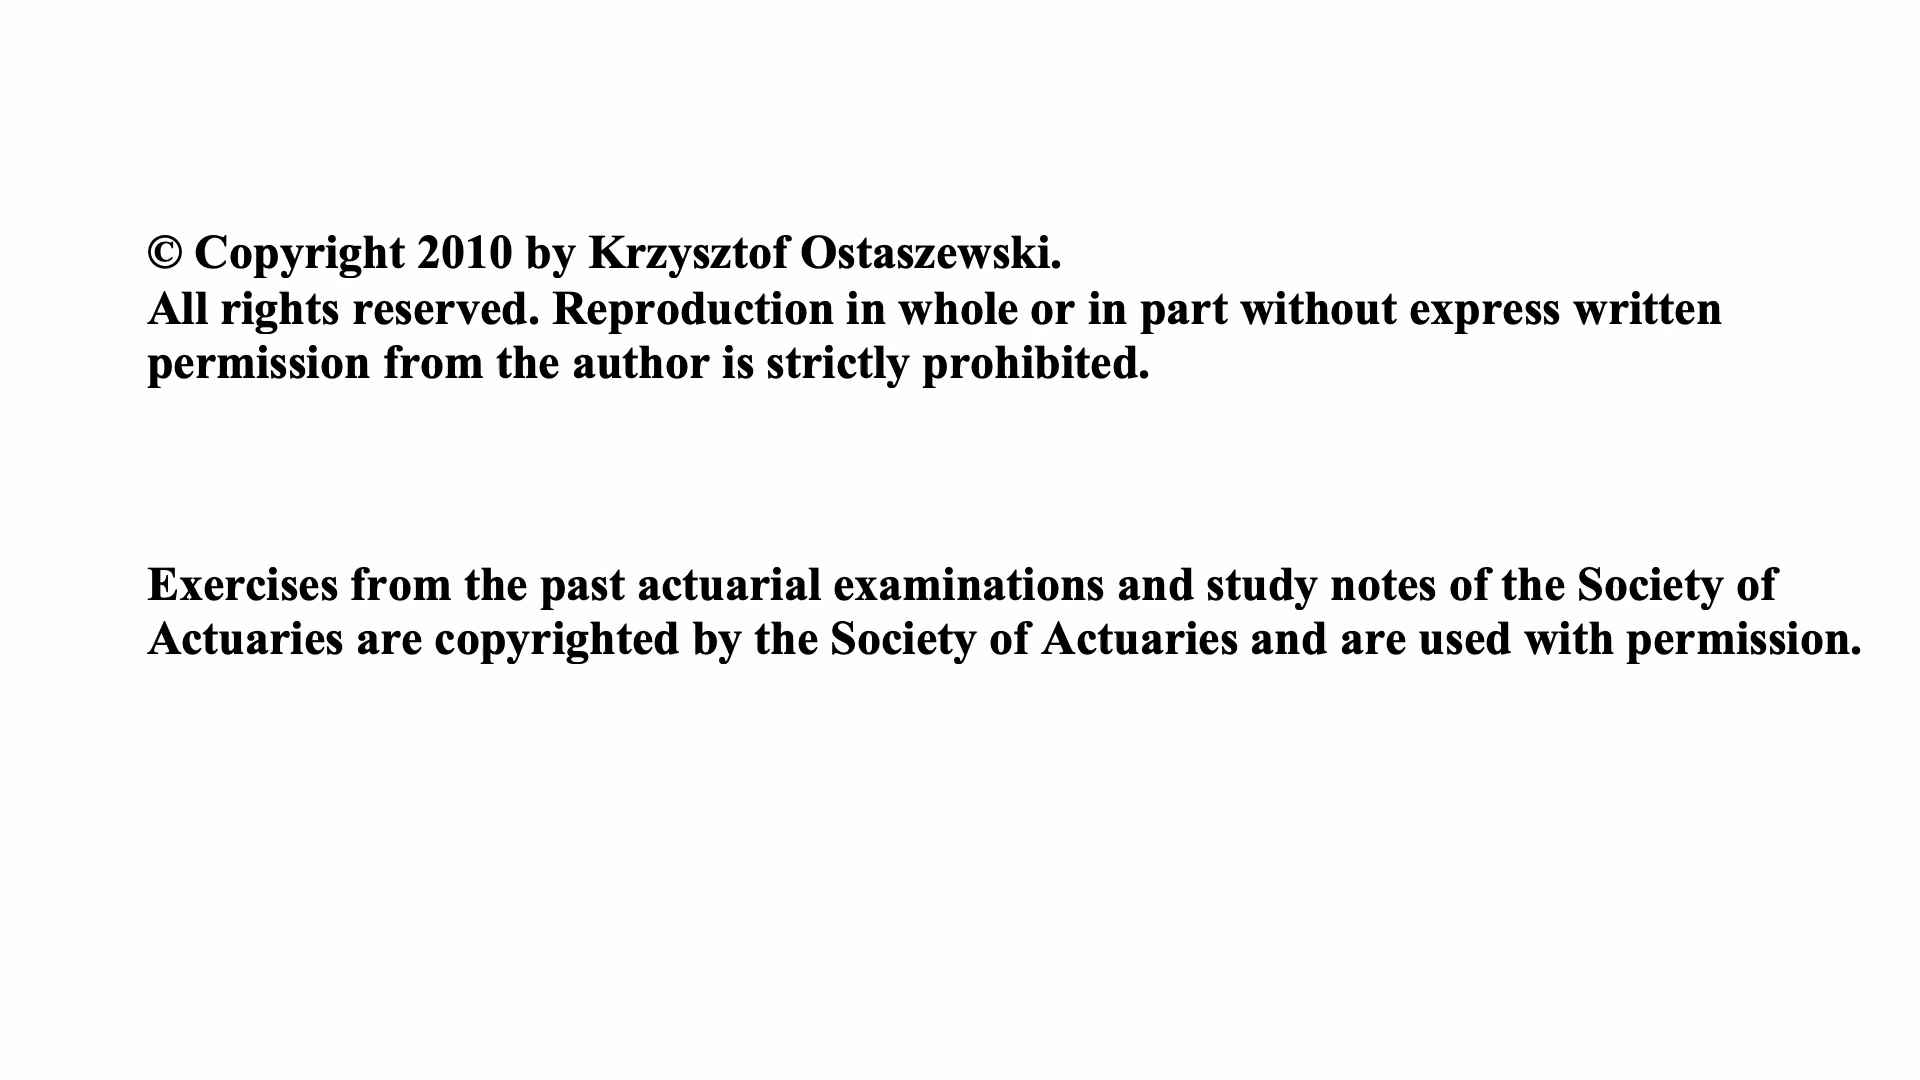 © Copyright 2010 by Krzysztof Ostaszewski.
All rights reserved. Reproduction in whole or in part without express written
permission from the author is strictly prohibited.
Exercises from the past actuarial examinations and study notes of the Society of
Actuaries are copyrighted by the Society of Actuaries and are used with permission.